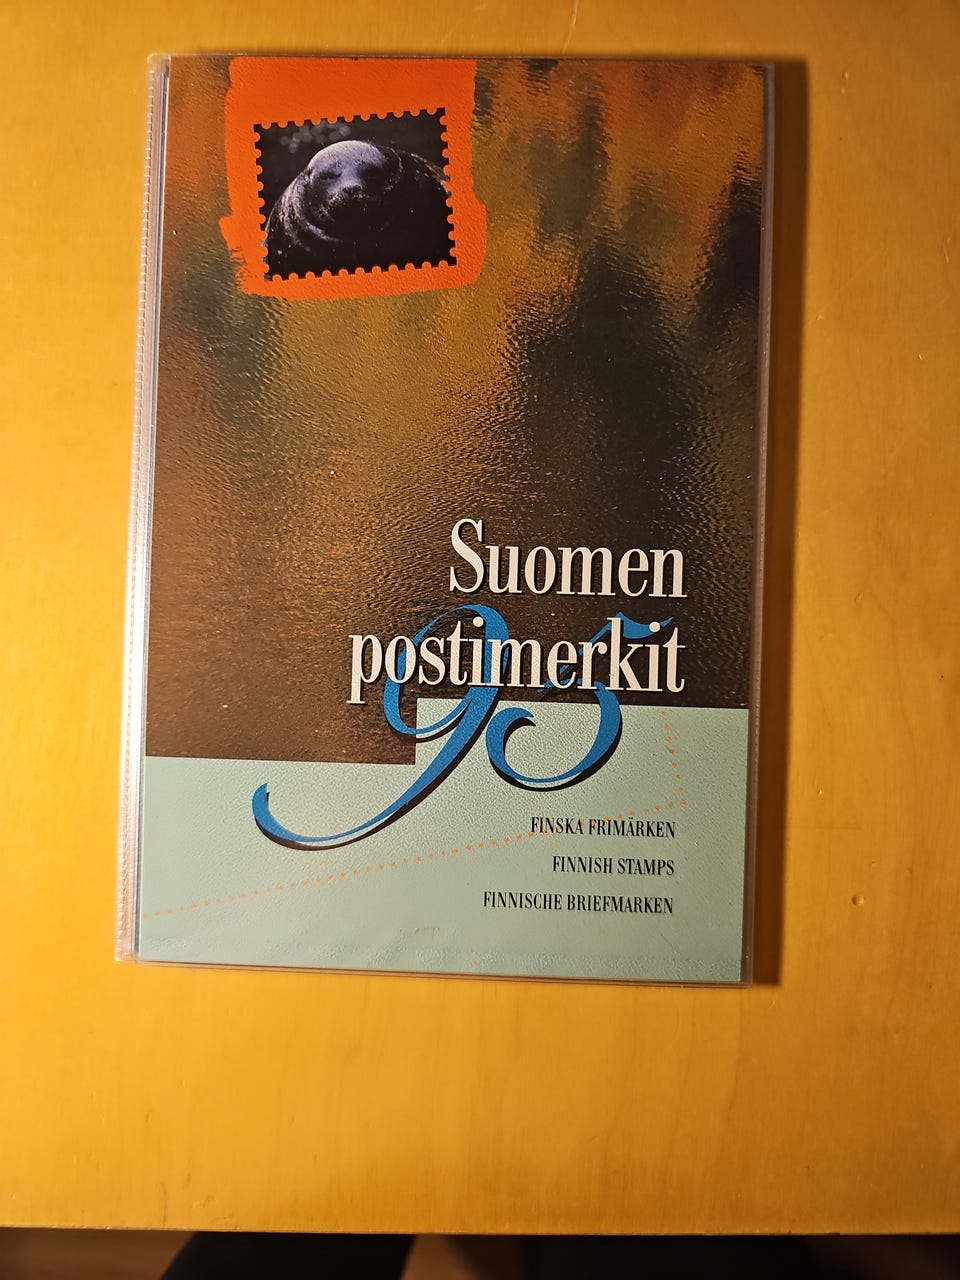 Suomen
postimerkit
95
FINSKA FRIMÄRKEN
FINNISH STAMPS
FINNISCHE BRIEFMARKEN